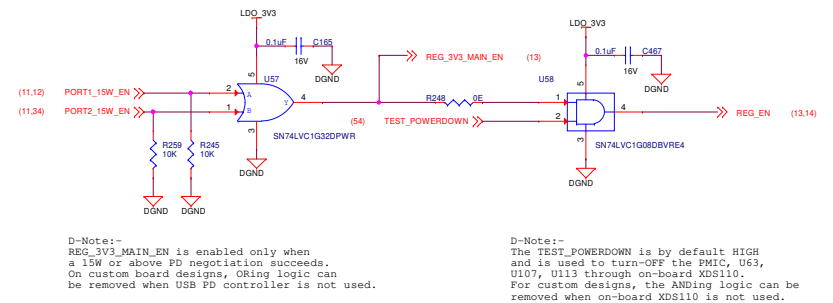 LDO_3V3
LDO_3V3
0.1uF
C165
16V
DGND
REG_3V3_MAIN_EN
(13)
0.1uF
C467
16V
DGND
5
U57
U58
5
(11,12)
PORT1_15W_EN
2
A
Y
4
R248
0E
1
4
REG_EN
(13,14)
(11,34)
PORT2_15W_EN
1
B
(54)
TEST_POWERDOWN
2
3
SN74LVC1G32DPWR
3
SN74LVC1G08DBVRE4
R259
10K
R245
10K
DGND
DGND
DGND
DGND
D-Note:-
REG_3V3_MAIN_EN is enabled only when
a 15W or above PD negotiation succeeds.
On custom board designs, ORing logic can
be removed when USB PD controller is not used.
D-Note:-
The TEST_POWERDOWN is by default HIGH
and is used to turn-OFF the PMIC, U63,
U107, U113 through on-board XDS110.
For custom designs, the ANDing logic can be
removed when on-board XDS110 is not used.